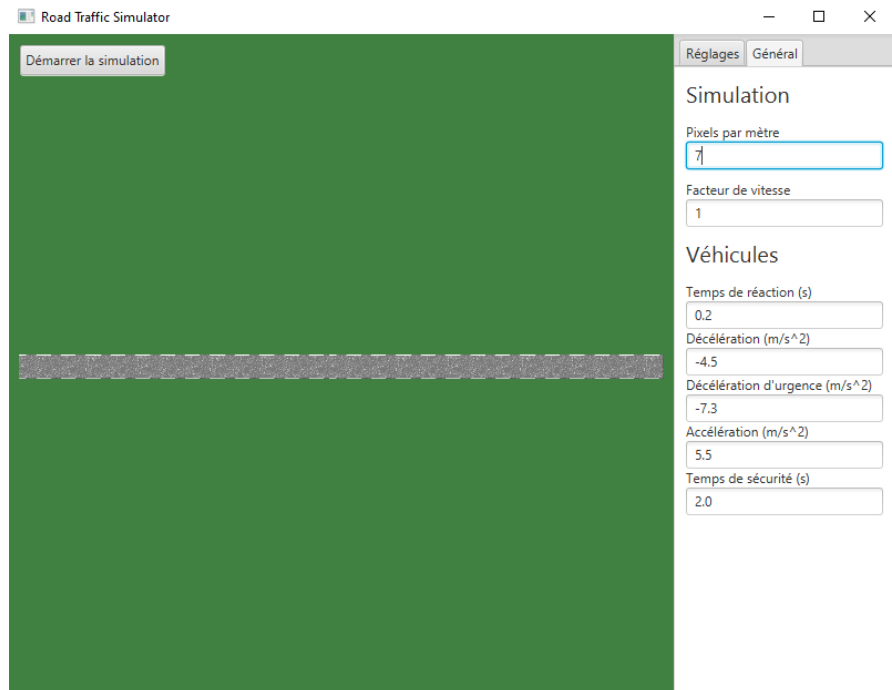 Road Traffic Simulator
Démarrer la simulation
Réglages Général
Simulation
Pixels par mètre
7
Facteur de vitesse
1
Véhicules
Temps de réaction (s)
0.2
Décélération (m/s^2)
-4.5
Décélération d'urgence (m/s^2)
-7.3
Accélération (m/s^2)
5.5
Temps de sécurité (s)
2.0